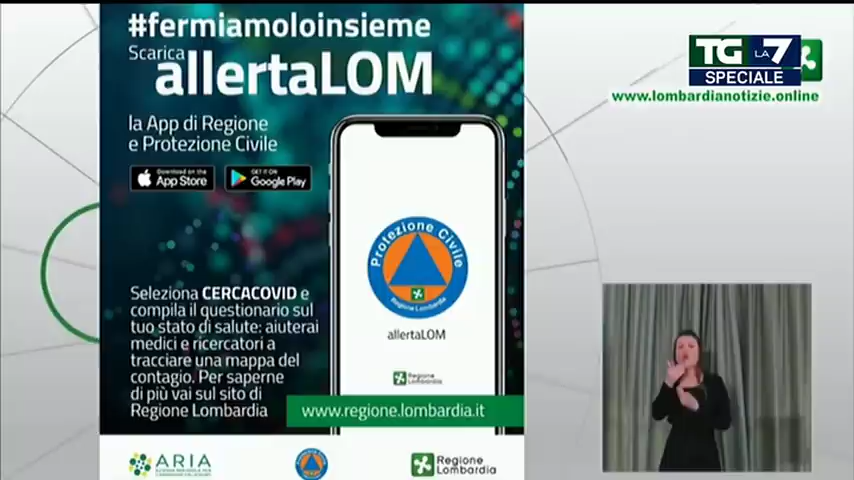 #fermiamoloinsieme
Scarica
allertaLOM
la App di Regione
e Protezione Civile
Download on the
App Store
GET IT ON
Google Play
Protezione Civile
Regione Lombardia
allertaLOM
Regione
Lombardia
Seleziona CERCACOVID e
compila il questionario sul
tuo stato di salute: aiuterai
medici e ricercatori a
tracciare una mappa del
contagio. Per saperne
di più vai sul sito di
Regione Lombardia
www.regione.lombardia.it
ARIA
Regione
Lombardia
TG LA 7
SPECIALE
www.lombardianotizie.online